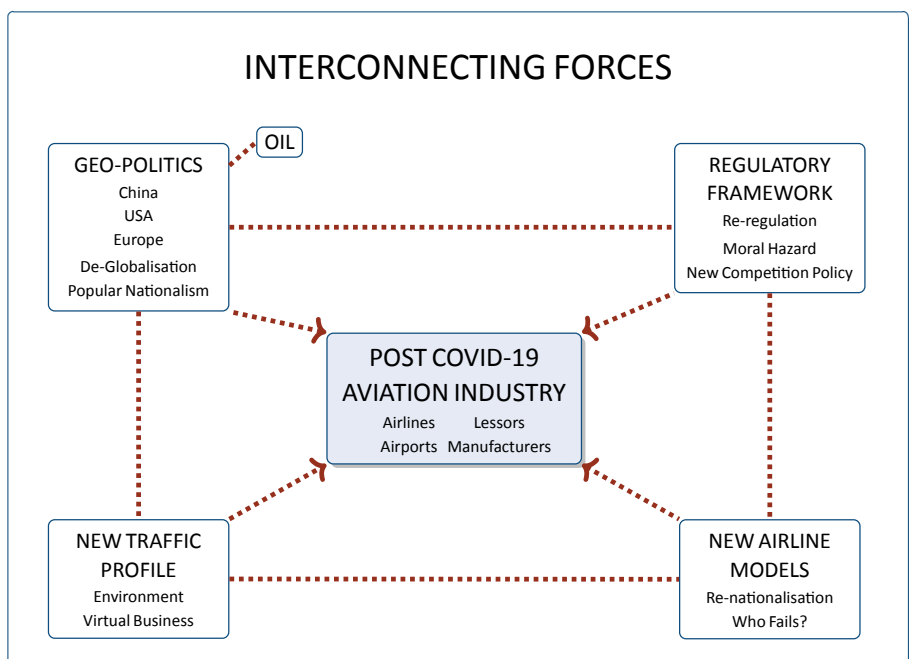 INTERCONNECTING FORCES
OIL
GEO-POLITICS
China
USA
Europe
De-Globalisation
Popular Nationalism
REGULATORY
FRAMEWORK
Re-regulation
Moral Hazard
New Competition Policy
POST COVID-19
AVIATION INDUSTRY
Airlines Lessors
Airports Manufacturers
NEW TRAFFIC
PROFILE
Environment
Virtual Business
NEW AIRLINE
MODELS
Re-nationalisation
Who Fails?